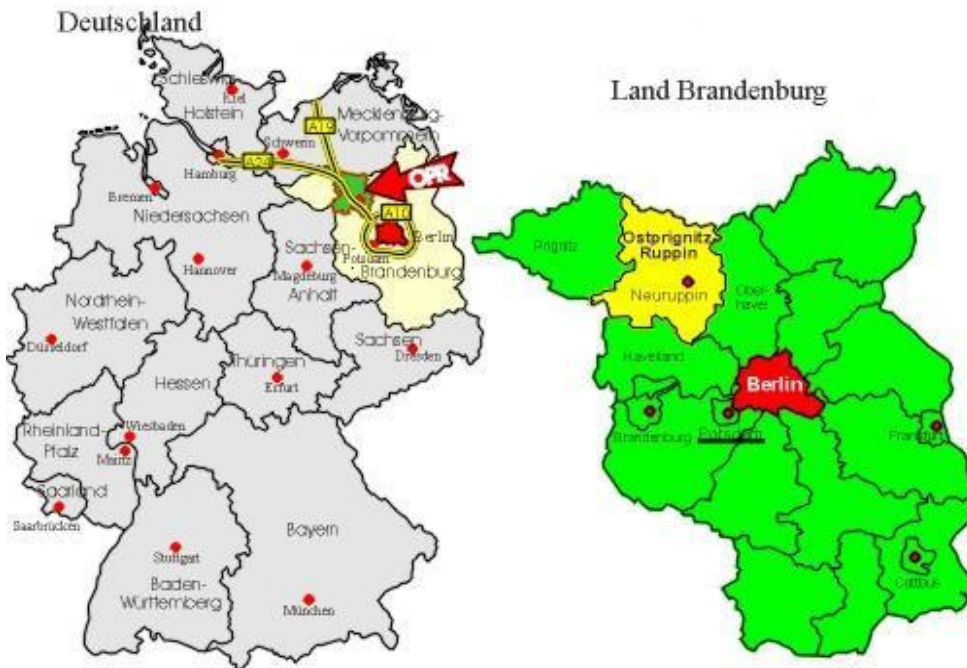 Deutschland
Schleswig
Kiel
Holstein
Mecklenburg-
Vorpommern
A19
Schwerin
A24
Hamburg
OPR
Bremen
Niedersachsen
A10
Berlin
Sachsen-
Potsdam
Hannover
Magdeburg
Brandenburg
Anhalt
Nordrhein-
Westfalen
Düsseldorf
Sachsen
Dresden
Thüringen
Hessen
Erfurt
Rheinland-
Pfalz
Wiesbaden
Mainz
Saarland
Saarbrücken
Bayern
Stuttgart
Baden-
Württemberg
München
Land Brandenburg
Prignitz
Ostprignitz
Ruppin
Neuruppin
Ober-
havel
Havelland
Berlin
Brandenburg
Potsdam
Frankfurt
Cottbus